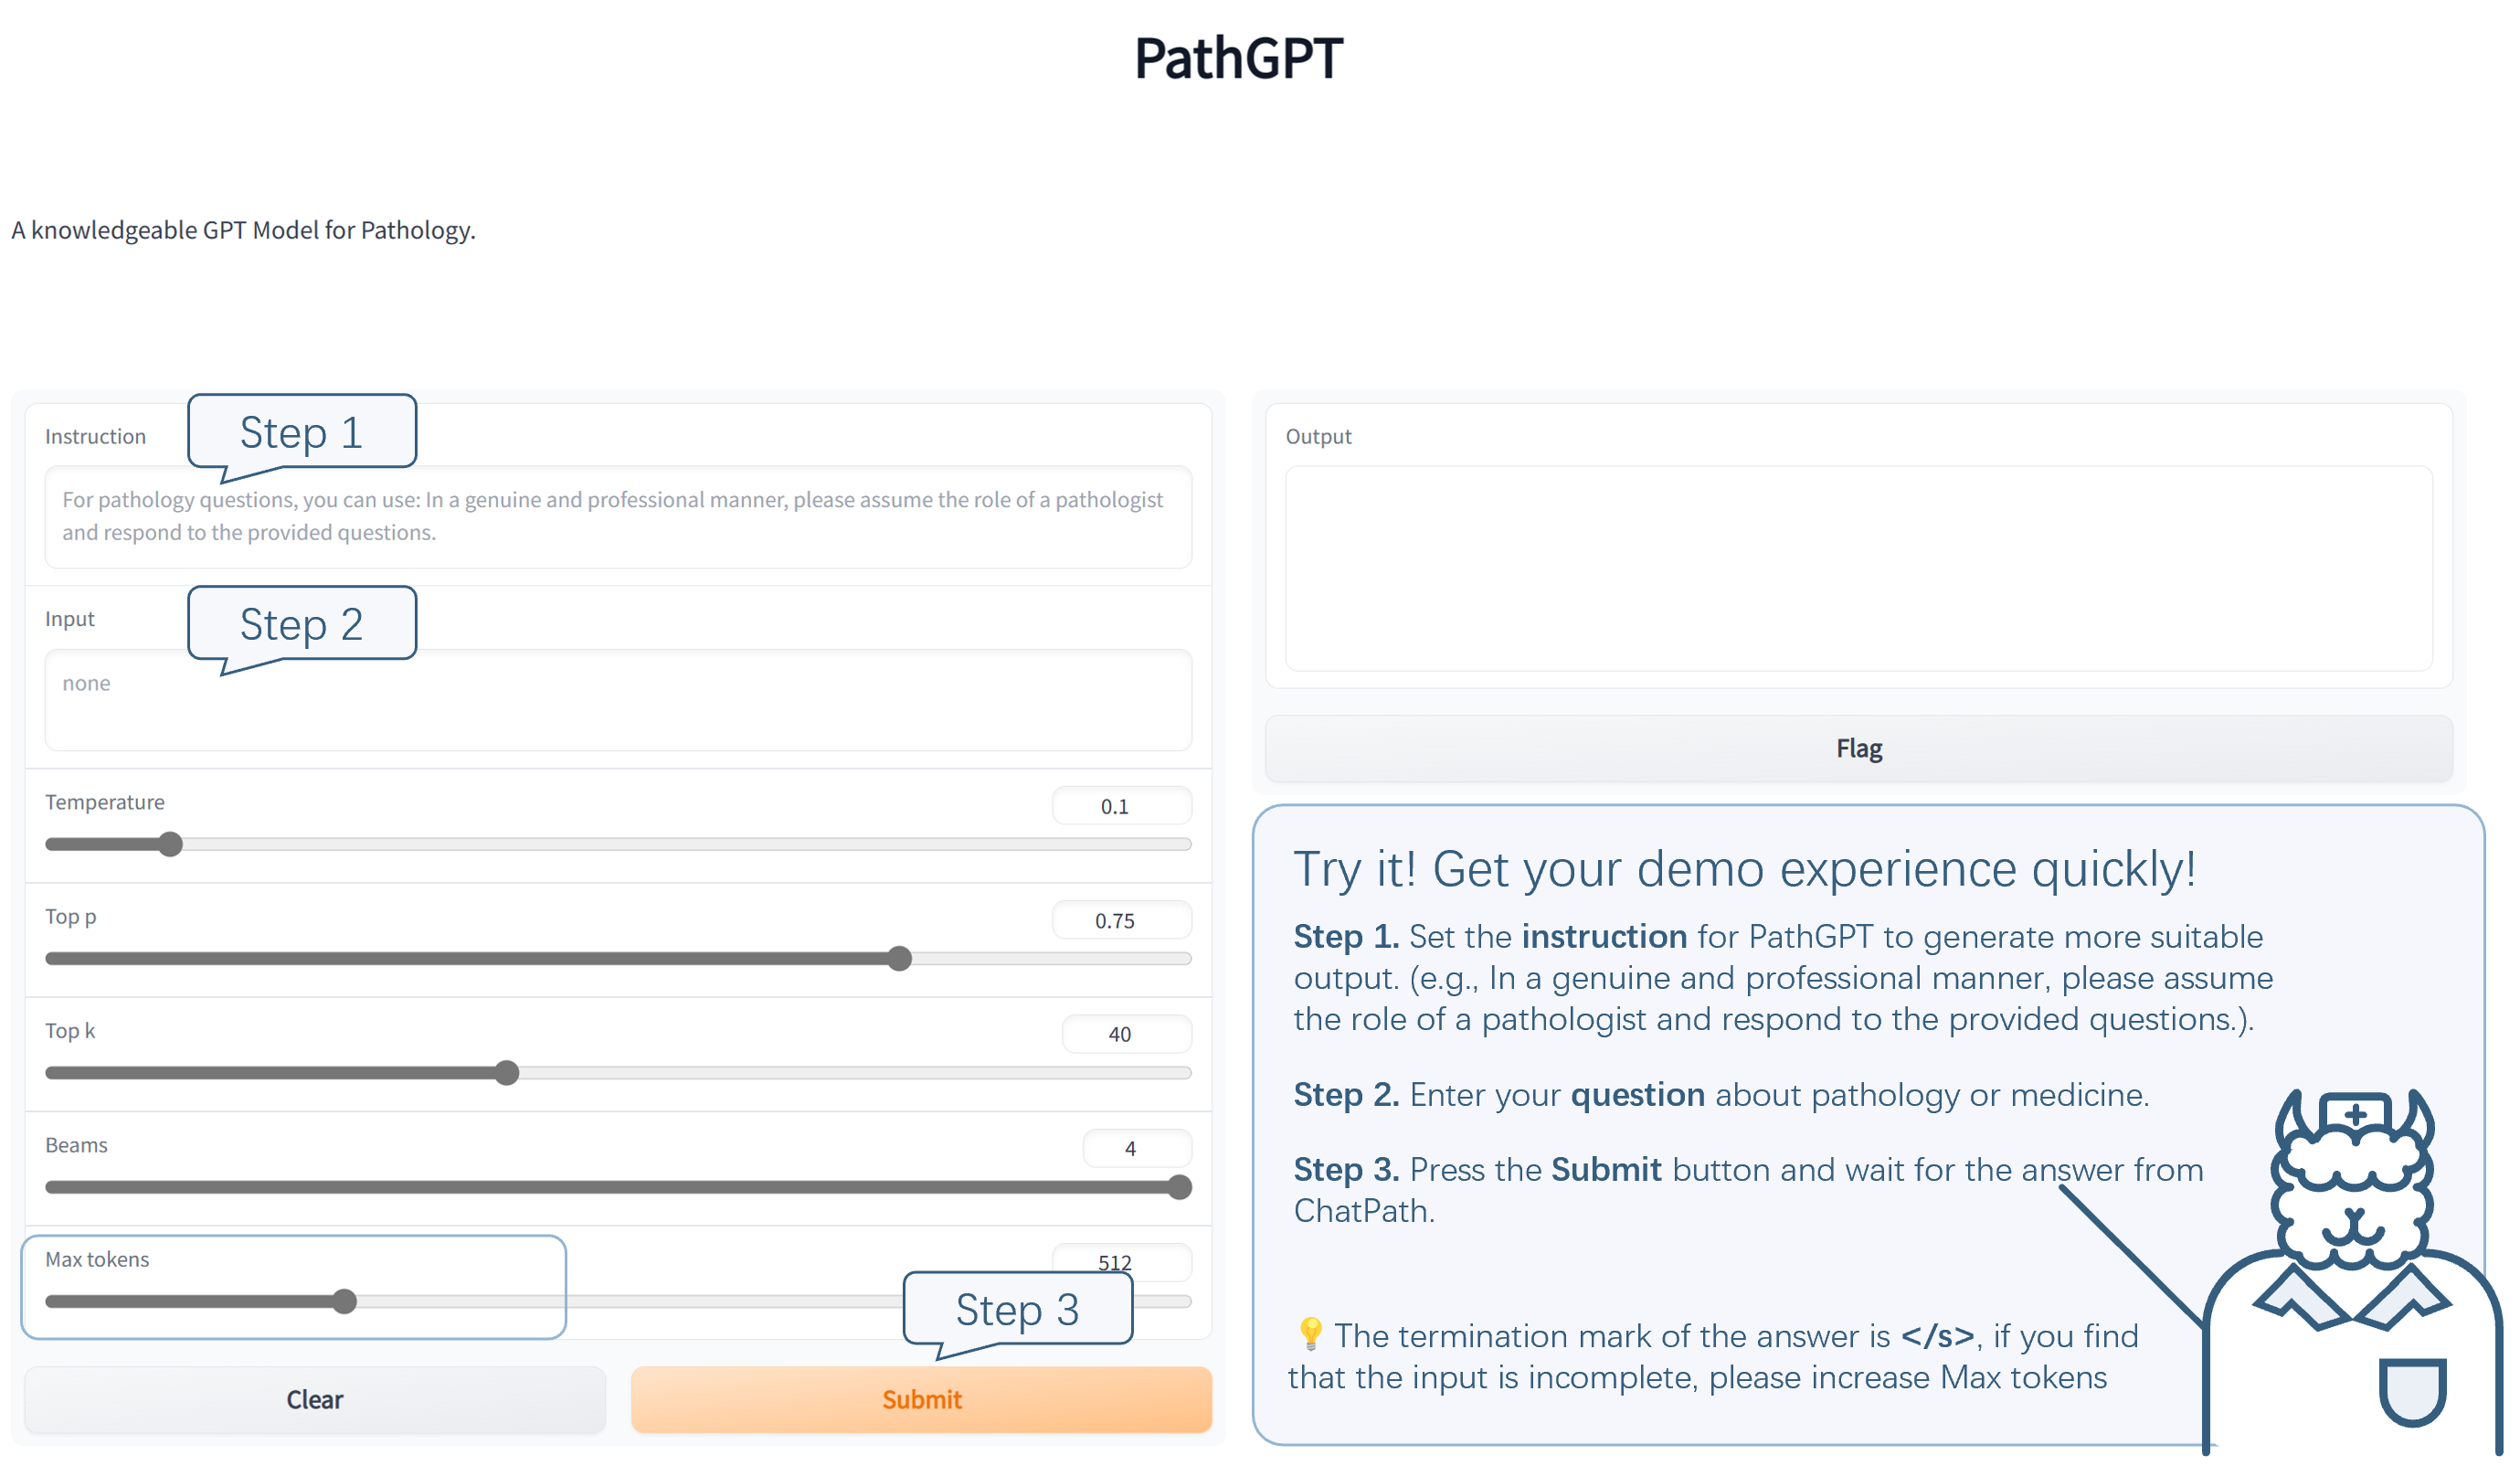 PathGPT
A knowledgeable GPT Model for Pathology.
Instruction
Step 1
For pathology questions, you can use: In a genuine and professional manner, please assume the role of a pathologist
and respond to the provided questions.
Input
Step 2
none
Temperature
0.1
Top p
0.75
Top k
40
Beams
4
Max tokens
512
Step 3
Clear
Submit
Output
Flag
Try it! Get your demo experience quickly!
Step 1. Set the instruction for PathGPT to generate more suitable
output. (e.g., In a genuine and professional manner, please assume
the role of a pathologist and respond to the provided questions.).
Step 2. Enter your question about pathology or medicine.
Step 3. Press the Submit button and wait for the answer from
ChatPath.
💡 The termination mark of the answer is </s>, if you find
that the input is incomplete, please increase Max tokens